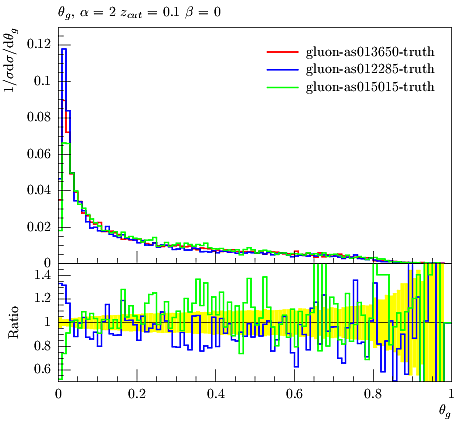 θg, α = 2 zcut = 0.1 β = 0
1/σdσ/dθg
0.12
0.1
0.08
0.06
0.04
0.02
0
gluon-as013650-truth
gluon-as012285-truth
gluon-as015015-truth
Ratio
1.4
1.2
1
0.8
0.6
0 0.2 0.4 0.6 0.8 1
θg